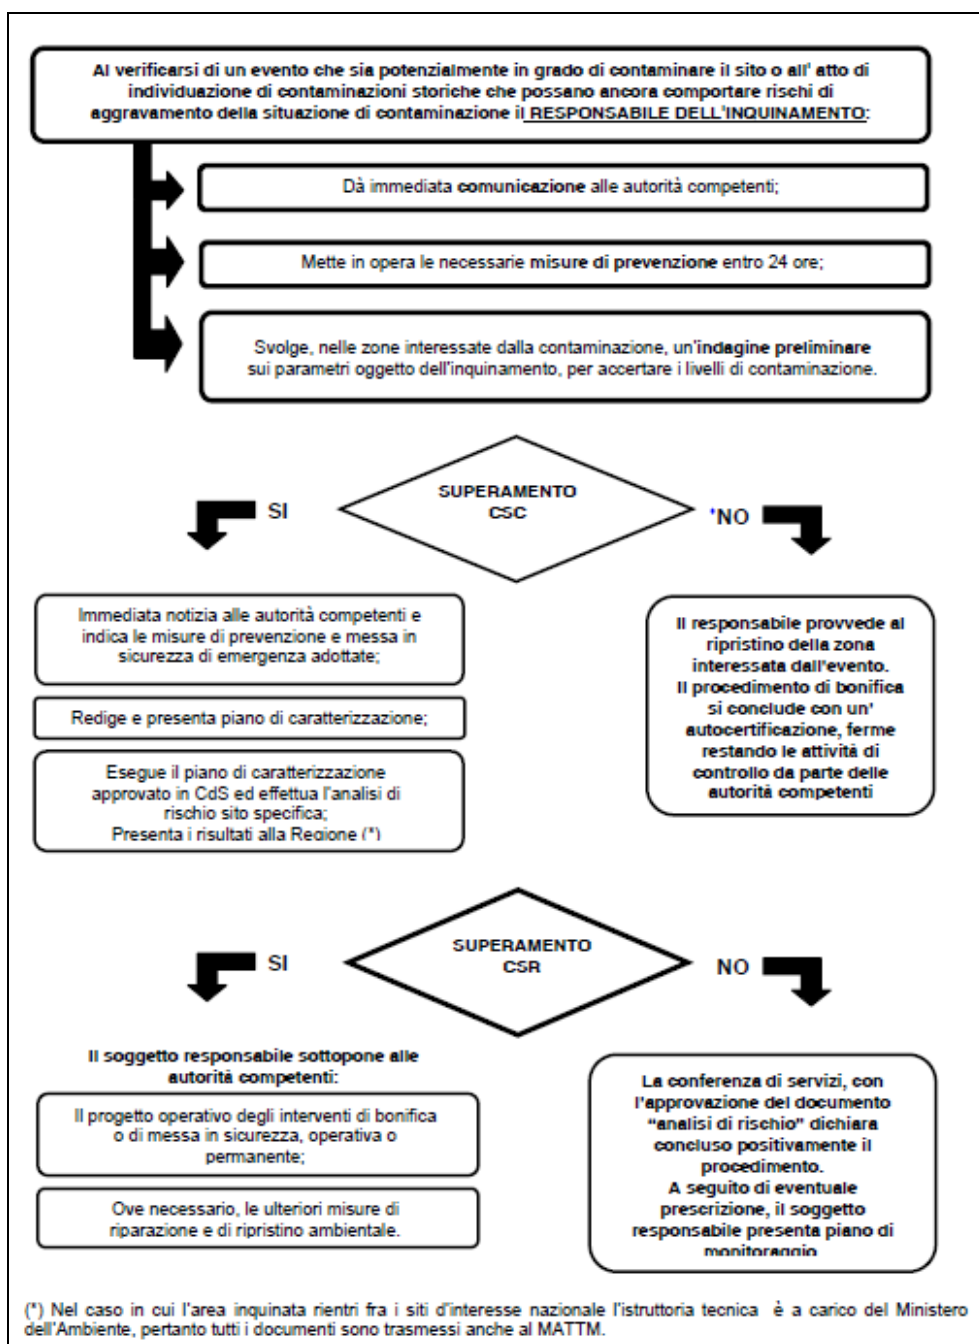 Al verificarsi di un evento che sia potenzialmente in grado di contaminare il sito o all' atto di
individuazione di contaminazioni storiche che possano ancora comportare rischi di
aggravamento della situazione di contaminazione il RESPONSABILE DELL'INQUINAMENTO:
Dà immediata comunicazione alle autorità competenti;
Mette in opera le necessarie misure di prevenzione entro 24 ore;
Svolge, nelle zone interessate dalla contaminazione, un'indagine preliminare
sui parametri oggetto dell'inquinamento, per accertare i livelli di contaminazione.
SUPERAMENTO
CSC
SI
*NO
Immediata notizia alle autorità competenti e
indica le misure di prevenzione e messa in
sicurezza di emergenza adottate;
Redige e presenta piano di caratterizzazione;
Esegue il piano di caratterizzazione
approvato in CdS ed effettua l'analisi di
rischio sito specifica;
Presenta i risultati alla Regione (*)
Il responsabile provvede al
ripristino della zona
interessata dall'evento.
Il procedimento di bonifica
si conclude con un'
autocertificazione, ferme
restando le attività di
controllo da parte delle
autorità competenti
SUPERAMENTO
CSR
SI
NO
Il soggetto responsabile sottopone alle
autorità competenti:
Il progetto operativo degli interventi di bonifica
o di messa in sicurezza, operativa o
permanente;
Ove necessario, le ulteriori misure di
riparazione e di ripristino ambientale.
La conferenza di servizi, con
l'approvazione del documento
"analisi di rischio" dichiara
concluso positivamente il
procedimento.
A seguito di eventuale
prescrizione, il soggetto
responsabile presenta piano di
monitoraggio
(*) Nel caso in cui l'area inquinata rientri fra i siti d'interesse nazionale l'istruttoria tecnica è a carico del Ministero
dell'Ambiente, pertanto tutti i documenti sono trasmessi anche al MATTM.